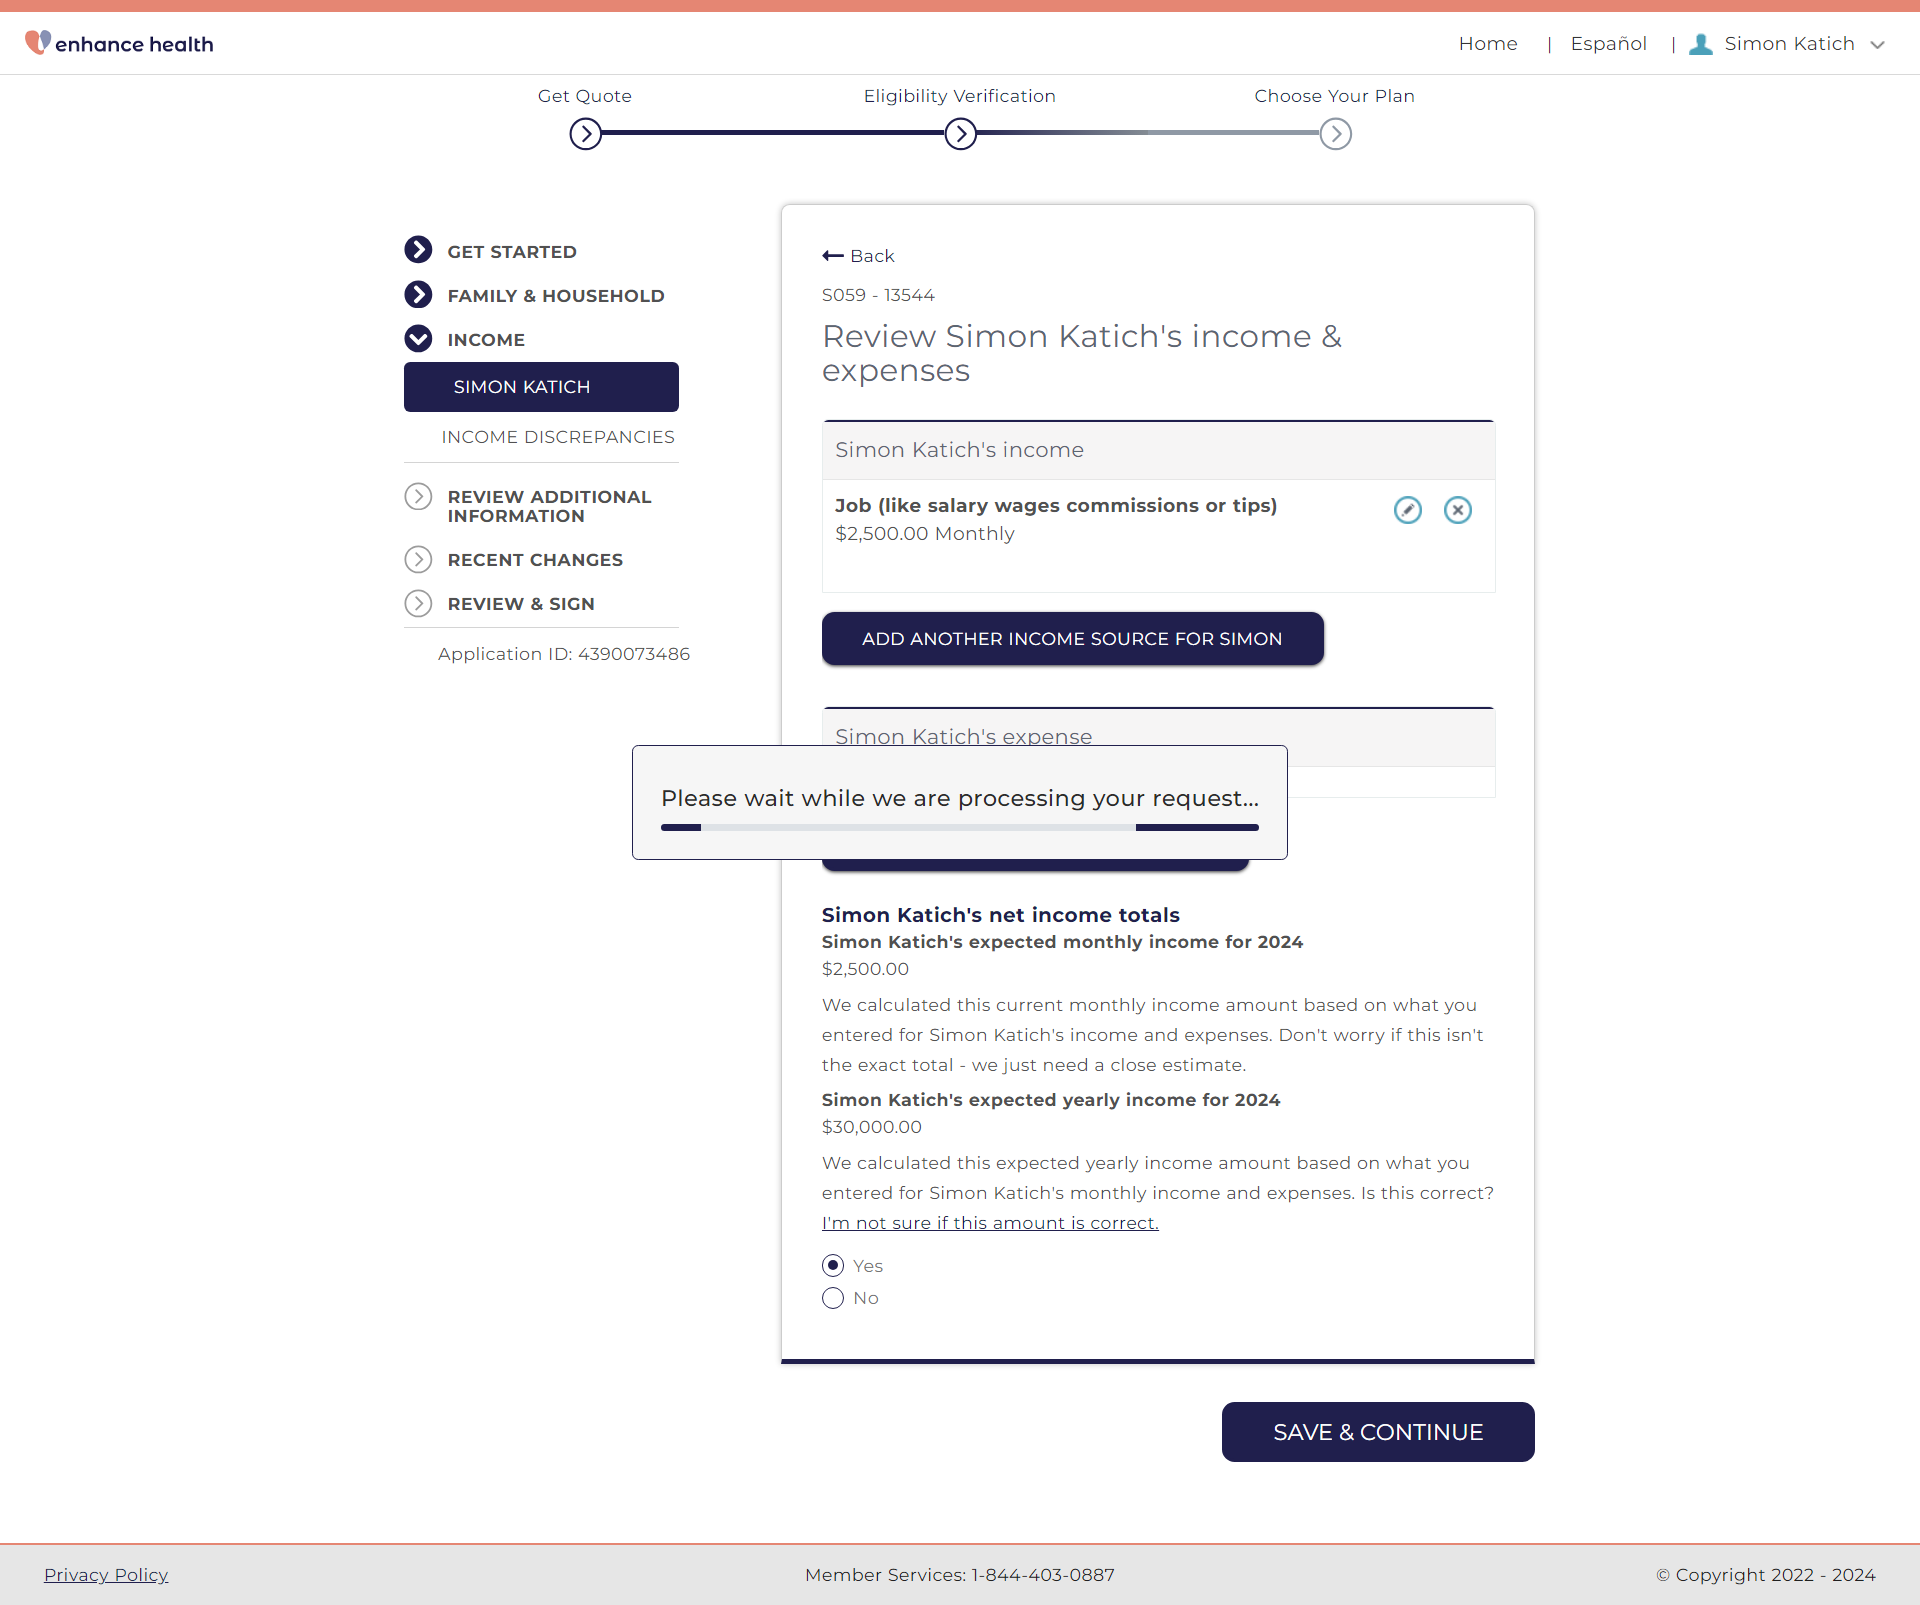 enhance health
Home | Español | Simon Katich
Get Quote
Eligibility Verification
Choose Your Plan
GET STARTED
FAMILY & HOUSEHOLD
INCOME
SIMON KATICH
INCOME DISCREPANCIES
REVIEW ADDITIONAL
INFORMATION
RECENT CHANGES
REVIEW & SIGN
Application ID: 4390073486
Back
S059 - 13544
Review Simon Katich's income &
expenses
Simon Katich's income
Job (like salary wages commissions or tips)
$2,500.00 Monthly
ADD ANOTHER INCOME SOURCE FOR SIMON
Simon Katich's expense
Please wait while we are processing your request...
Simon Katich's net income totals
Simon Katich's expected monthly income for 2024
$2,500.00
We calculated this current monthly income amount based on what you
entered for Simon Katich's income and expenses. Don't worry if this isn't
the exact total - we just need a close estimate.
Simon Katich's expected yearly income for 2024
$30,000.00
We calculated this expected yearly income amount based on what you
entered for Simon Katich's monthly income and expenses. Is this correct?
I'm not sure if this amount is correct.
Yes
No
SAVE & CONTINUE
Privacy Policy
Member Services: 1-844-403-0887
© Copyright 2022 - 2024